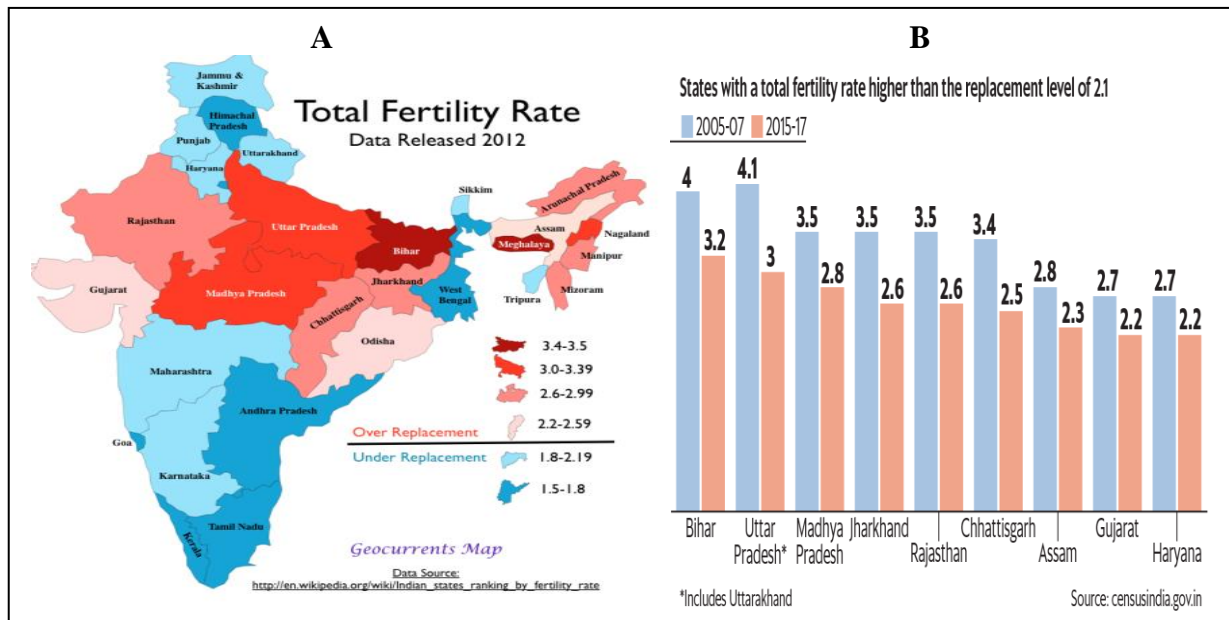 A
Total Fertility Rate
Data Released 2012
Jammu &
Kashmir
Himachal
Pradesh
Punjab
Uttarakhand
Haryana
Rasthan
Uttar Pradesh
Bihar
Sikkim
Arunachal Pradesh
Assam
Nagaland
Meghalaya
Manipur
Tripura
Mizoram
Gujarat
Madhya Pradesh
Jharkhand
West
Bengal
Chhattisgarh
Odisha
Maharashtra
Andhra Pradesh
Goa
Karnataka
Tamil Nadu
Kerala
3.4-3.5
3.0-3.39
2.6-2.99
2.2-2.59
Over Replacement
Under Replacement
1.8-2.19
1.5-1.8
Geocurrents Map
Data Source:
http://en.wikipedia.org/wiki/Indian_states_ranking_by_fertility_rate
B
States with a total fertility rate higher than the replacement level of 2.1
2005-07 2015-17
4 3.2 4.1 3 3.5 2.8 3.5 2.6 3.5 2.6 3.4 2.5 2.8 2.3 2.7 2.2 2.7 2.2
Bihar
Uttar
Pradesh*
Madhya
Pradesh
Jharkhand
Rajasthan
Chhattisgarh
Assam
Gujarat
Haryana
*Includes Uttarakhand
Source: censusindia.gov.in